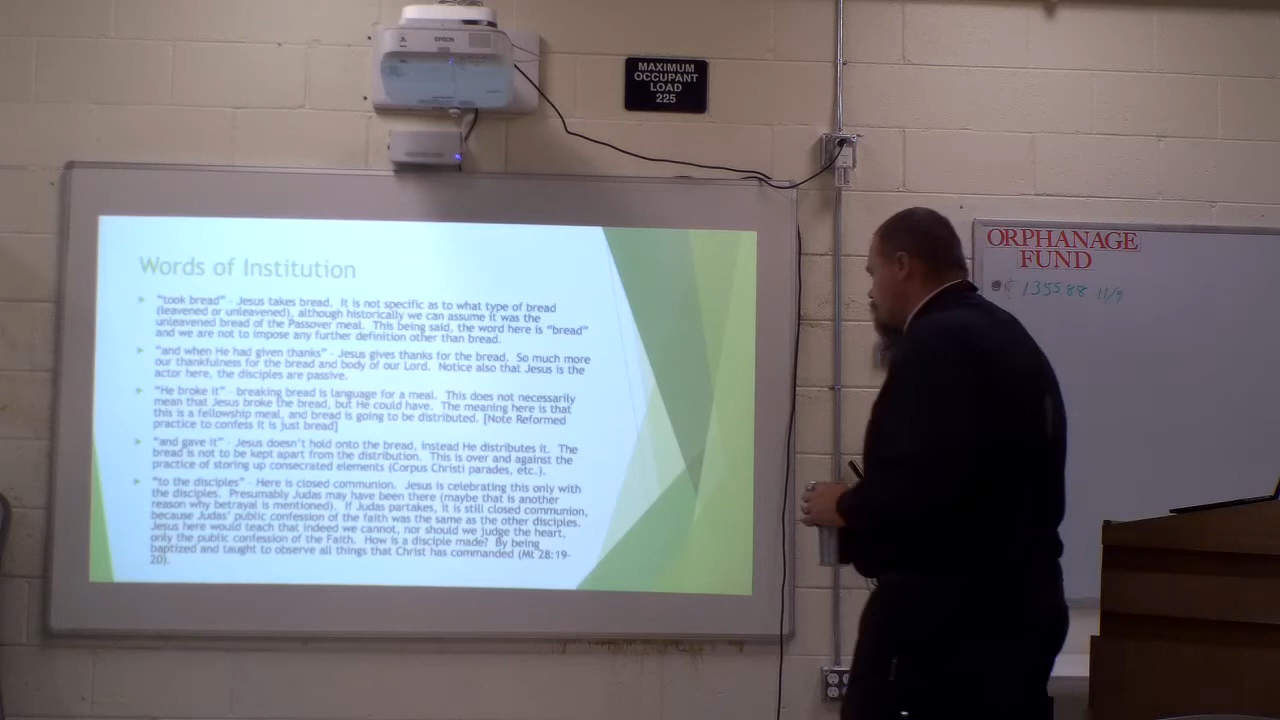 EPSON
MAXIMUM
OCCUPANT
LOAD
225
Words of Institution
"took bread" - Jesus takes bread. It is not specific as to what type of bread
(leavened or unleavened), although historically we can assume it was the
unleavened bread of the Passover meal. This being said, the word here is "bread"
and we are not to impose any further definition other than bread.
"and when He had given thanks" - Jesus gives thanks for the bread. So much more
our thankfulness for the bread and body of our Lord. Notice also that Jesus is the
actor here, the disciples are passive.
"He broke it" - breaking bread is language for a meal. This does not necessarily
mean that Jesus broke the bread, but He could have. The meaning here is that
this is a fellowship meal, and bread is going to be distributed. [Note Reformed
practice to confess it is just bread]
"and gave it" - Jesus doesn't hold onto the bread, instead He distributes it. The
bread is not to be kept apart from the distribution. This is over and against the
practice of storing up consecrated elements (Corpus Christi parades, etc.).
"to the disciples" - Here is closed communion. Jesus is celebrating this only with
the disciples. Presumably Judas may have been there (maybe that is another
reason why betrayal is mentioned). If Judas partakes, it is still closed communion,
because Judas' public confession of the faith was the same as the other disciples.
Jesus here would teach that indeed we cannot, nor should we judge the heart,
only the public confession of the Faith. How is a disciple made? By being
baptized and taught to observe all things that Christ has commanded (Mt 28:19-
20).
ORPHANAGE
FUND
1355 88 11/9